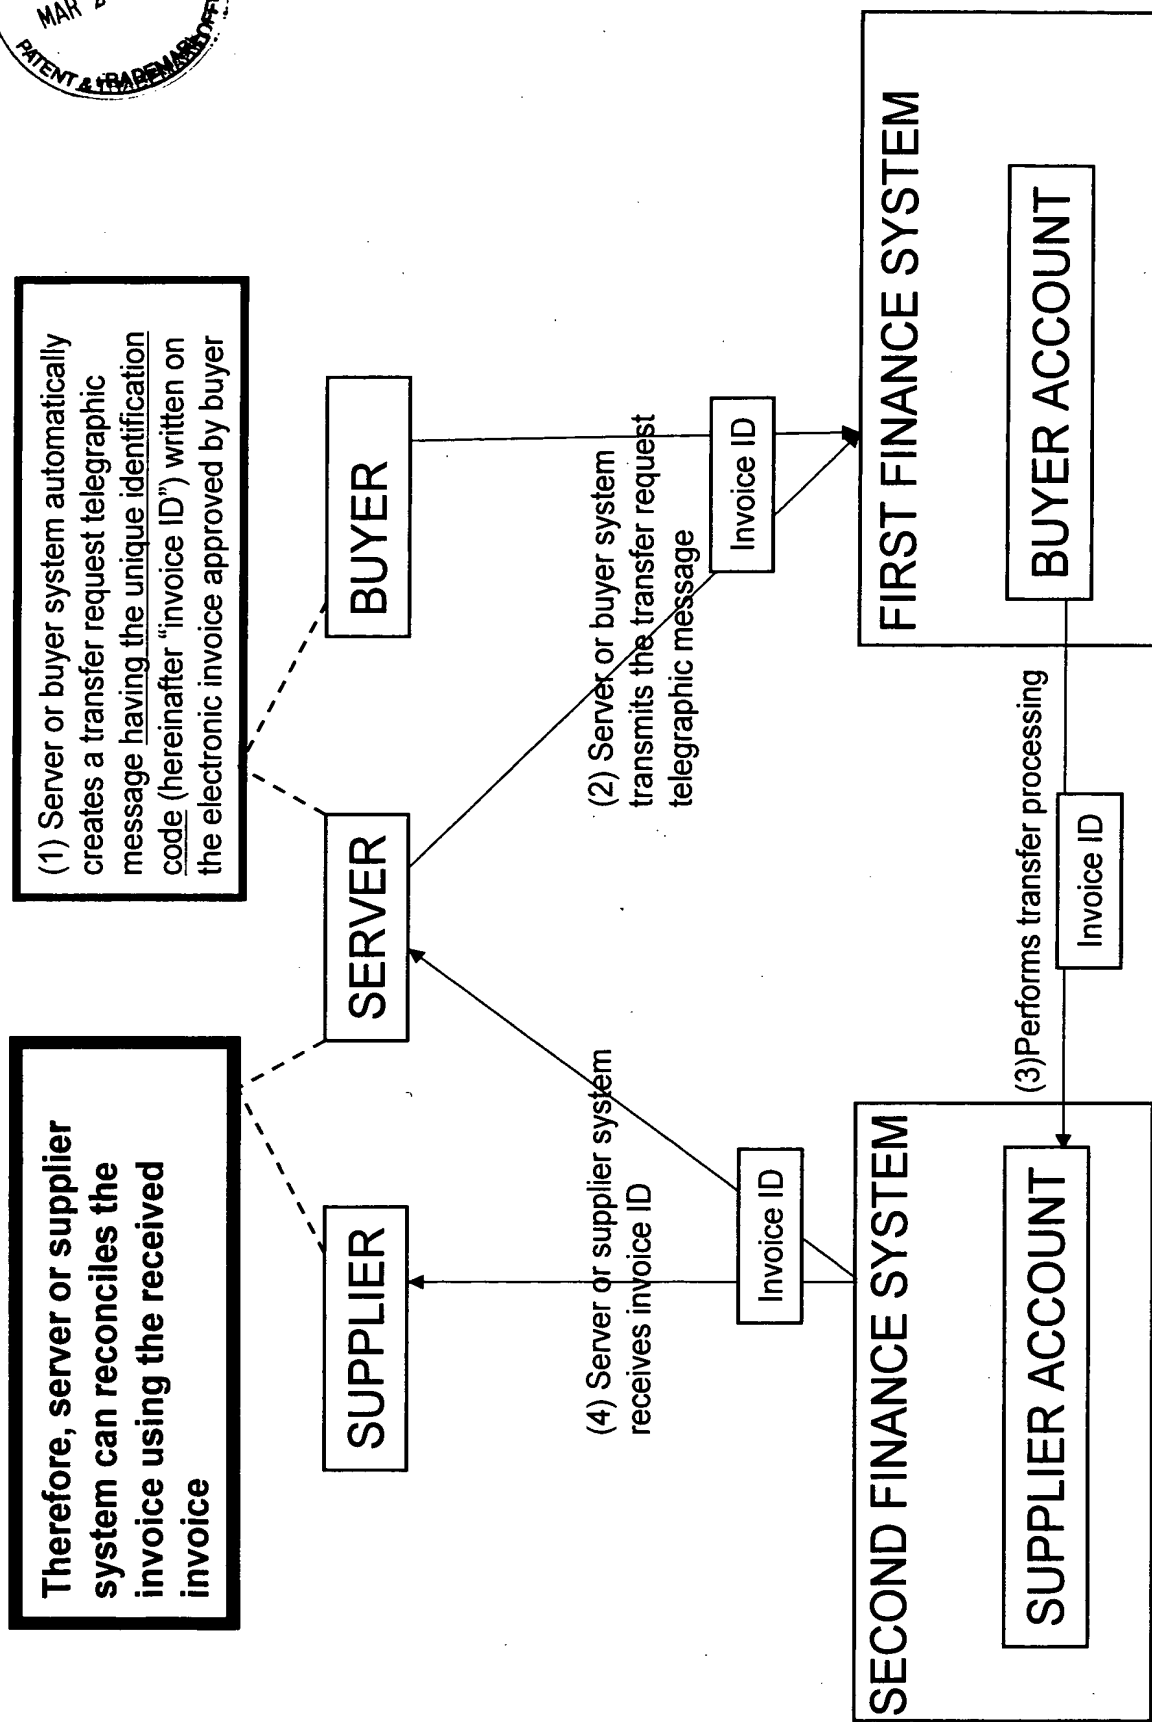 MAR 2
PATENT & TRADEMARK OFF
Therefore, server or supplier
system can reconciles the
invoice using the received
invoice
(1) Server or buyer system automatically
creates a transfer request telegraphic
message having the unique identification
code (hereinafter “invoice ID”) written on
the electronic invoice approved by buyer
SUPPLIER
SERVER
BUYER
(4) Server or supplier system
receives invoice ID
(2) Server or buyer system
transmits the transfer request
telegraphic message
Invoice ID
Invoice ID
SECOND FINANCE SYSTEM
SUPPLIER ACCOUNT
(3)Performs transfer processing
Invoice ID
FIRST FINANCE SYSTEM
BUYER ACCOUNT